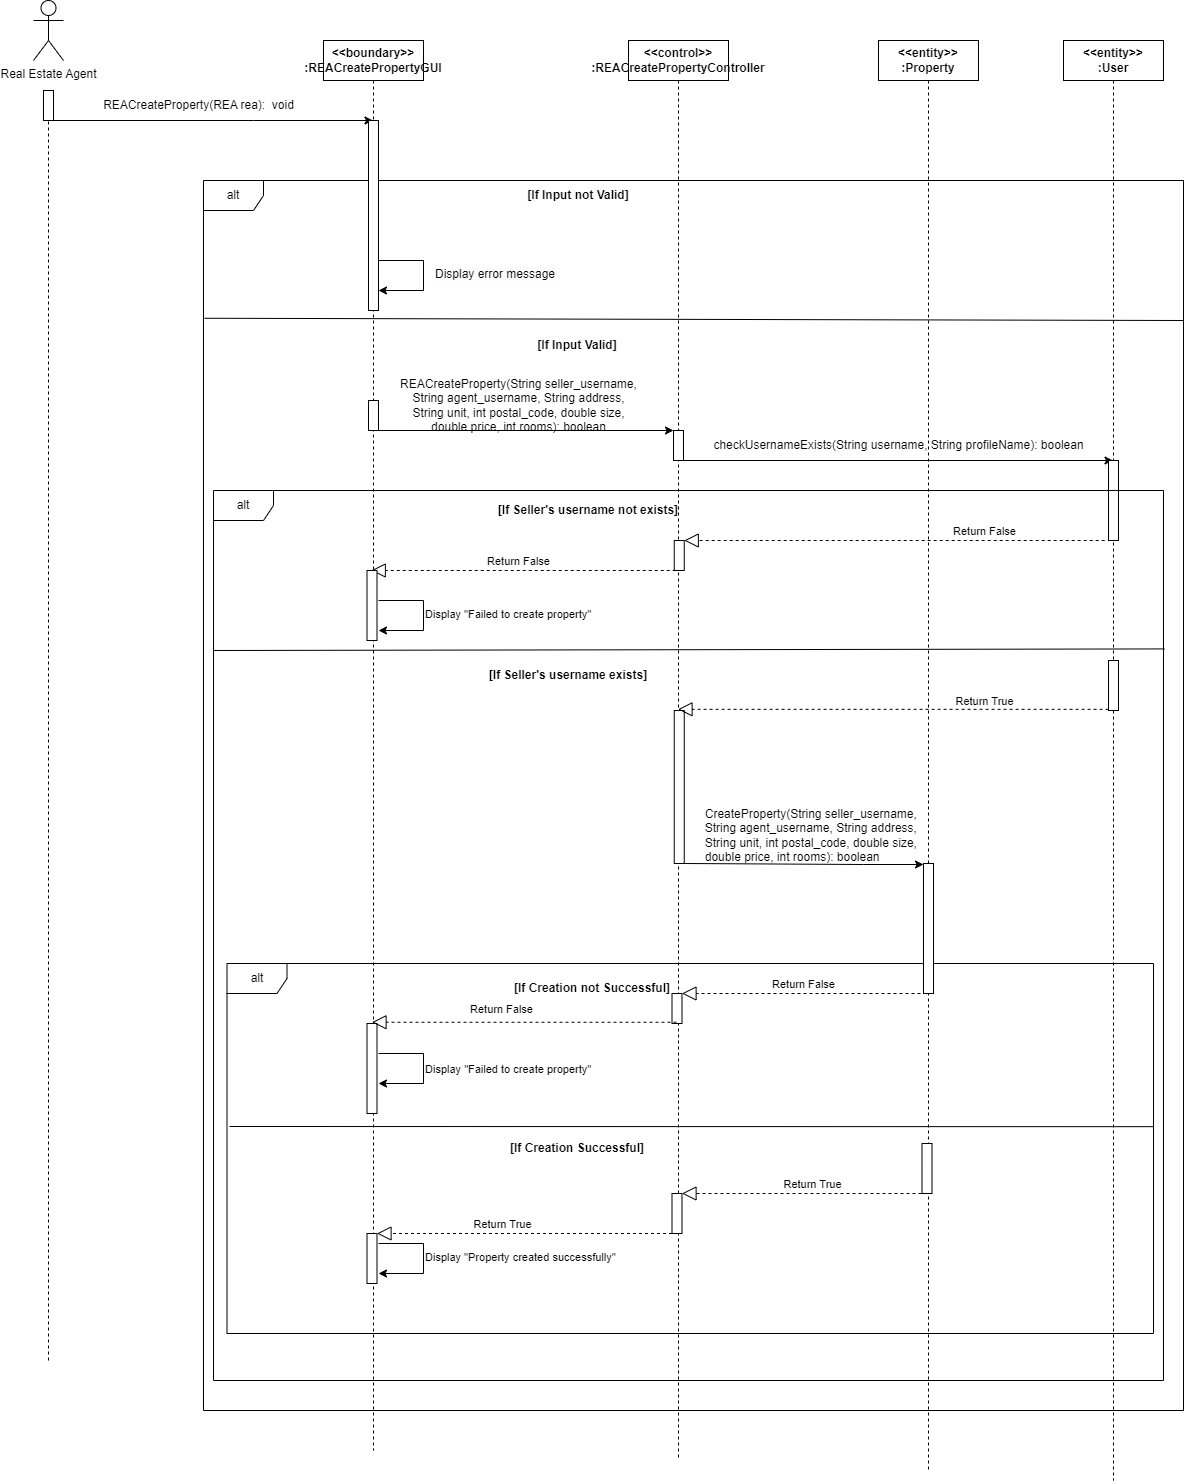 Real Estate Agent
<<boundary>>
:REACreatePropertyGUI
<<control>>
:REACreatePropertyController
<<entity>>
:Property
<<entity>>
:User
REACreateProperty(REA rea):  void
alt
[If Input not Valid]
Display error message
[If Input Valid]
REACreateProperty(String seller_username,
String agent_username, String address,
String unit, int postal_code, double size,
double price, int rooms): boolean
checkUsernameExists(String username, String profileName): boolean
alt
[If Seller's username not exists]
Return False
Return False
Display "Failed to create property"
[If Seller's username exists]
Return True
CreateProperty(String seller_username,
String agent_username, String address,
String unit, int postal_code, double size,
double price, int rooms): boolean
alt
[If Creation not Successful]
Return False
Return False
Display "Failed to create property"
[If Creation Successful]
Return True
Return True
Display "Property created successfully"